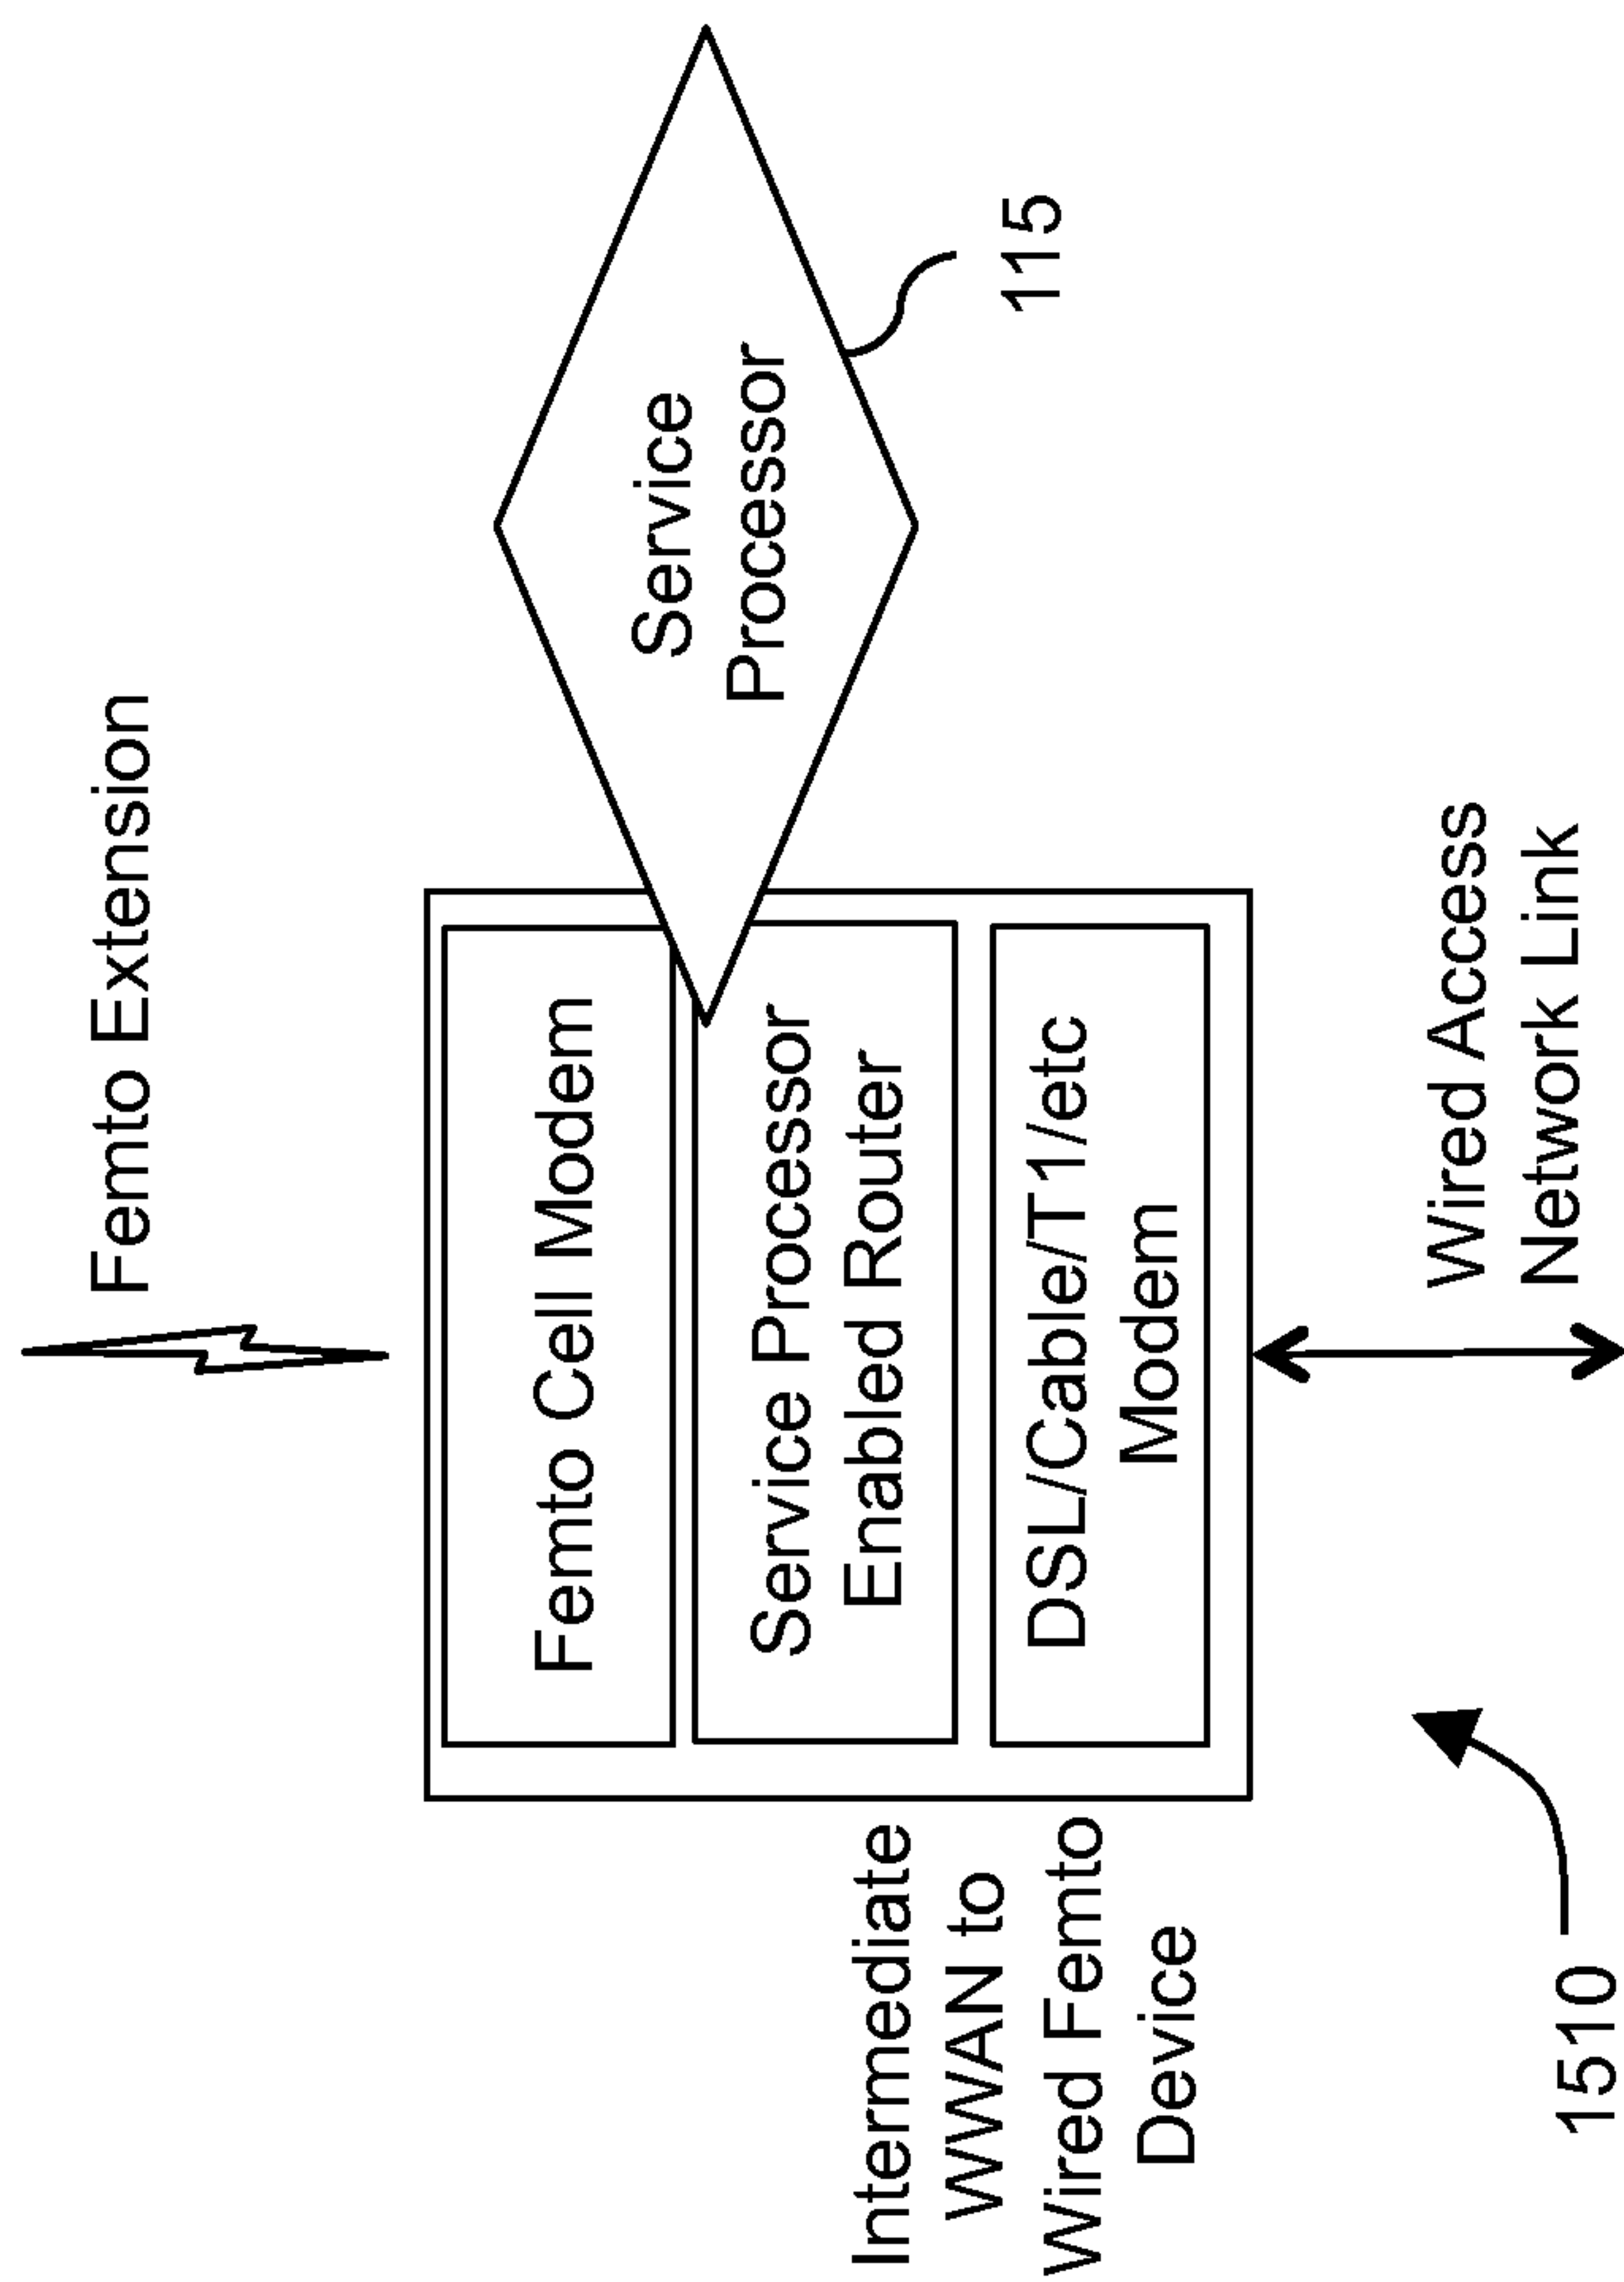 Femto Extension
Femto Cell Modem
Service Processor
Enabled Router
DSL/Cable/T1/etc
Modem
Service
Processor
115
Intermediate
WWAN to
Wired Femto
Device
Wired Access
Network Link
1510